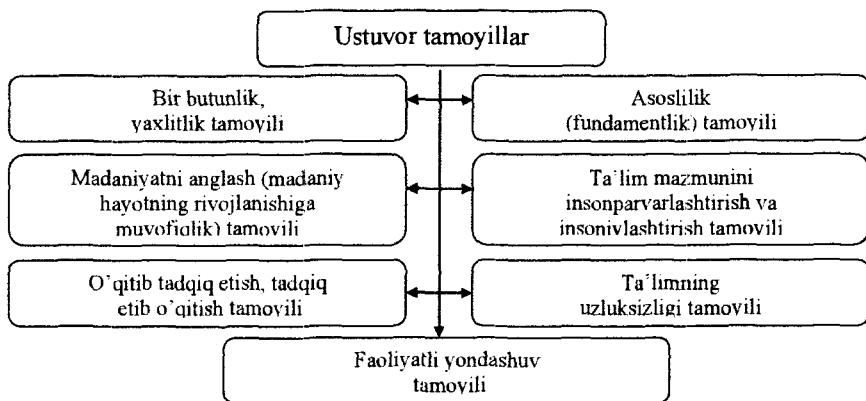 Ustuvor tamoyillar
Bir butunlik,
yaxlitlik tamoyili
Asoslilik
(fundamentlik) tamoyili
Madaniyatni anglash (madaniy
hayotning rivojlanishiga
muvofiqlik) tamoyili
Ta`lim mazmunini
insonparvarlashtirish va
insoniylashtirish tamoyili
O`qitib tadqiq etish, tadqiq
etib o`qitish tamoyili
Ta`limning
uzluksizligi tamoyili
Faoliyatli yondashuv
tamoyili